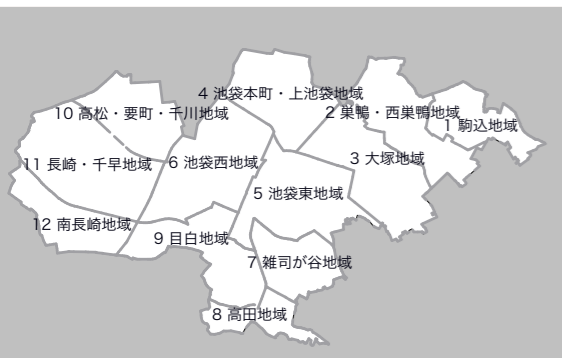 4 池袋本町・上池袋地域
10 高松・要町・千川地域
2 巣鴨・西巣鴨地域
1 駒込地域
11 長崎・千早地域
6 池袋西地域
3 大塚地域
5 池袋東地域
12 南長崎地域
9 目白地域
7 雑司が谷地域
8 高田地域